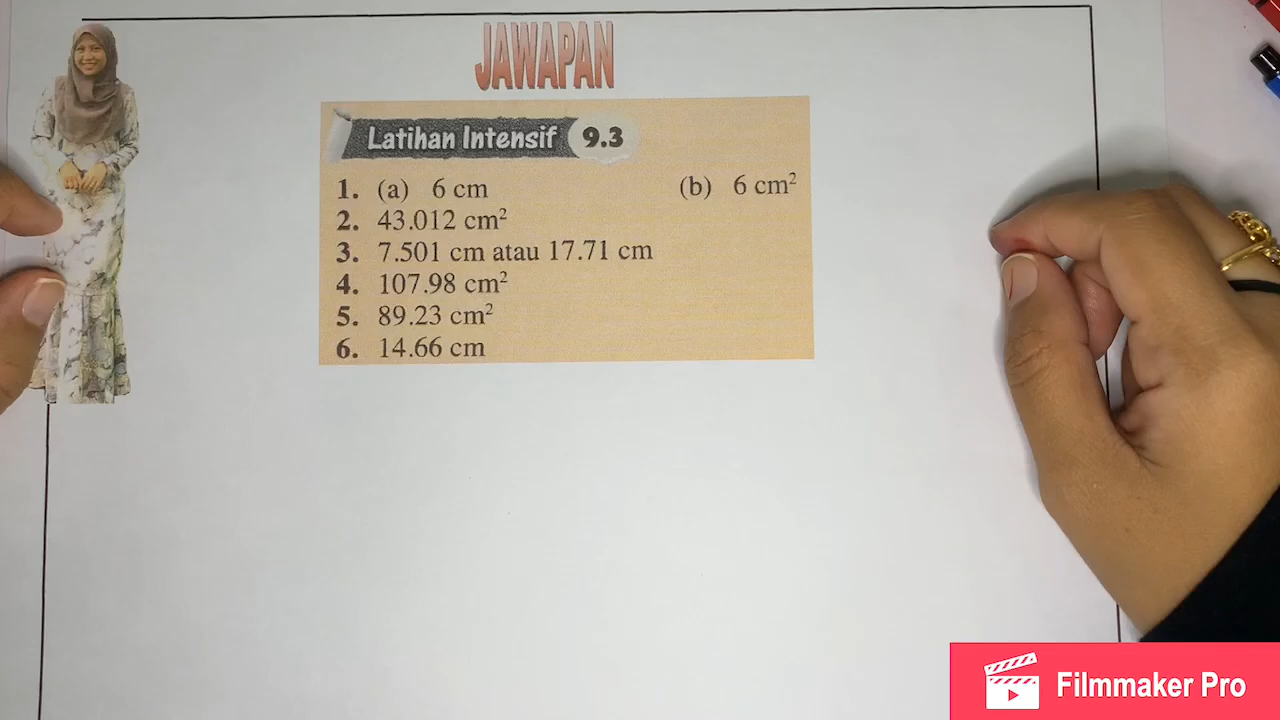 JAWAPAN
Latihan Intensif 9.3
1. (a) 6 cm (b) 6 cm²
2. 43.012 cm²
3. 7.501 cm atau 17.71 cm
4. 107.98 cm²
5. 89.23 cm²
6. 14.66 cm
Filmmaker Pro